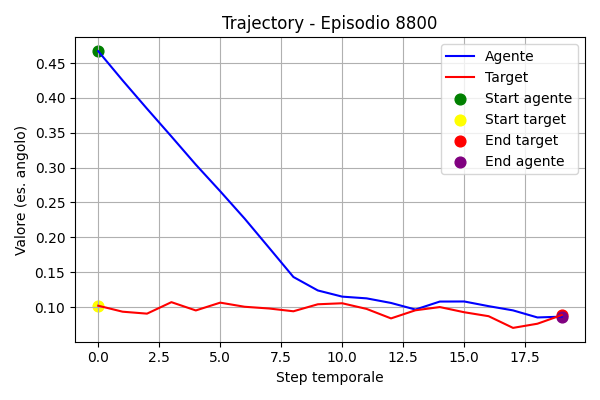 Trajectory - Episodio 8800
Valore (es. angolo)
0.45
0.40
0.35
0.30
0.25
0.20
0.15
0.10
Agente
Target
Start agente
Start target
End target
End agente
0.0 2.5 5.0 7.5 10.0 12.5 15.0 17.5
Step temporale